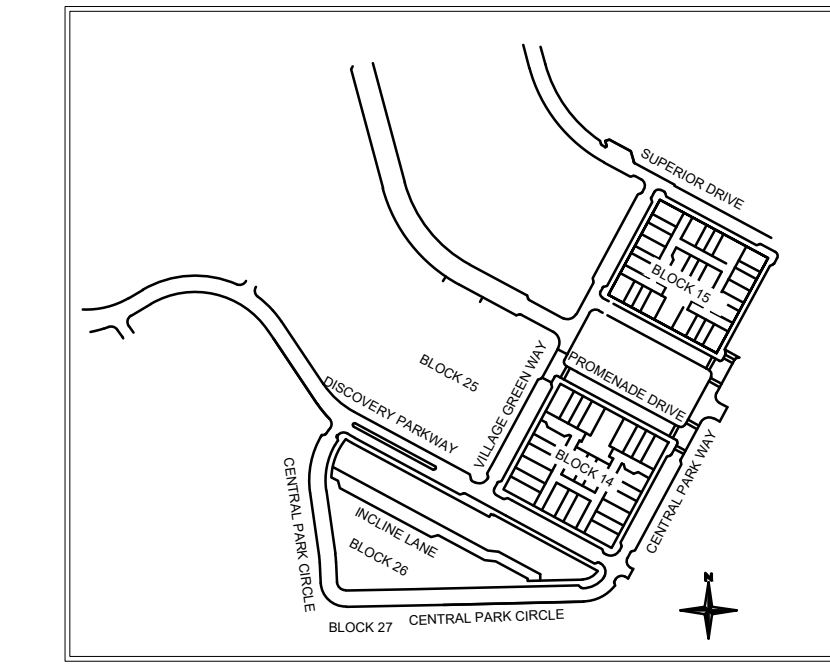 SUPERIOR DRIVE
BLOCK 15
BLOCK 25
VILLAGE GREEN WAY
PROMENADE DRIVE
DISCOVERY PARKWAY
BLOCK 14
CENTRAL PARK WAY
CENTRAL PARK CIRCLE
INCLINE LANE
BLOCK 26
N
CENTRAL PARK CIRCLE
BLOCK 27